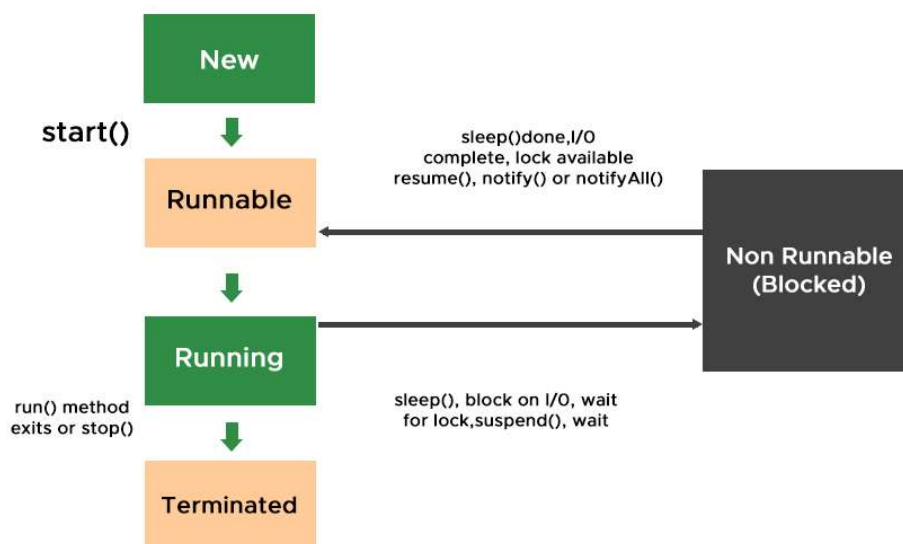 New
start()
sleep()done,I/O
complete, lock available
resume(), notify() or notifyAll()
Runnable
Non Runnable
(Blocked)
Running
run() method
exits or stop()
sleep(), block on I/O, wait
for lock,suspend(), wait
Terminated